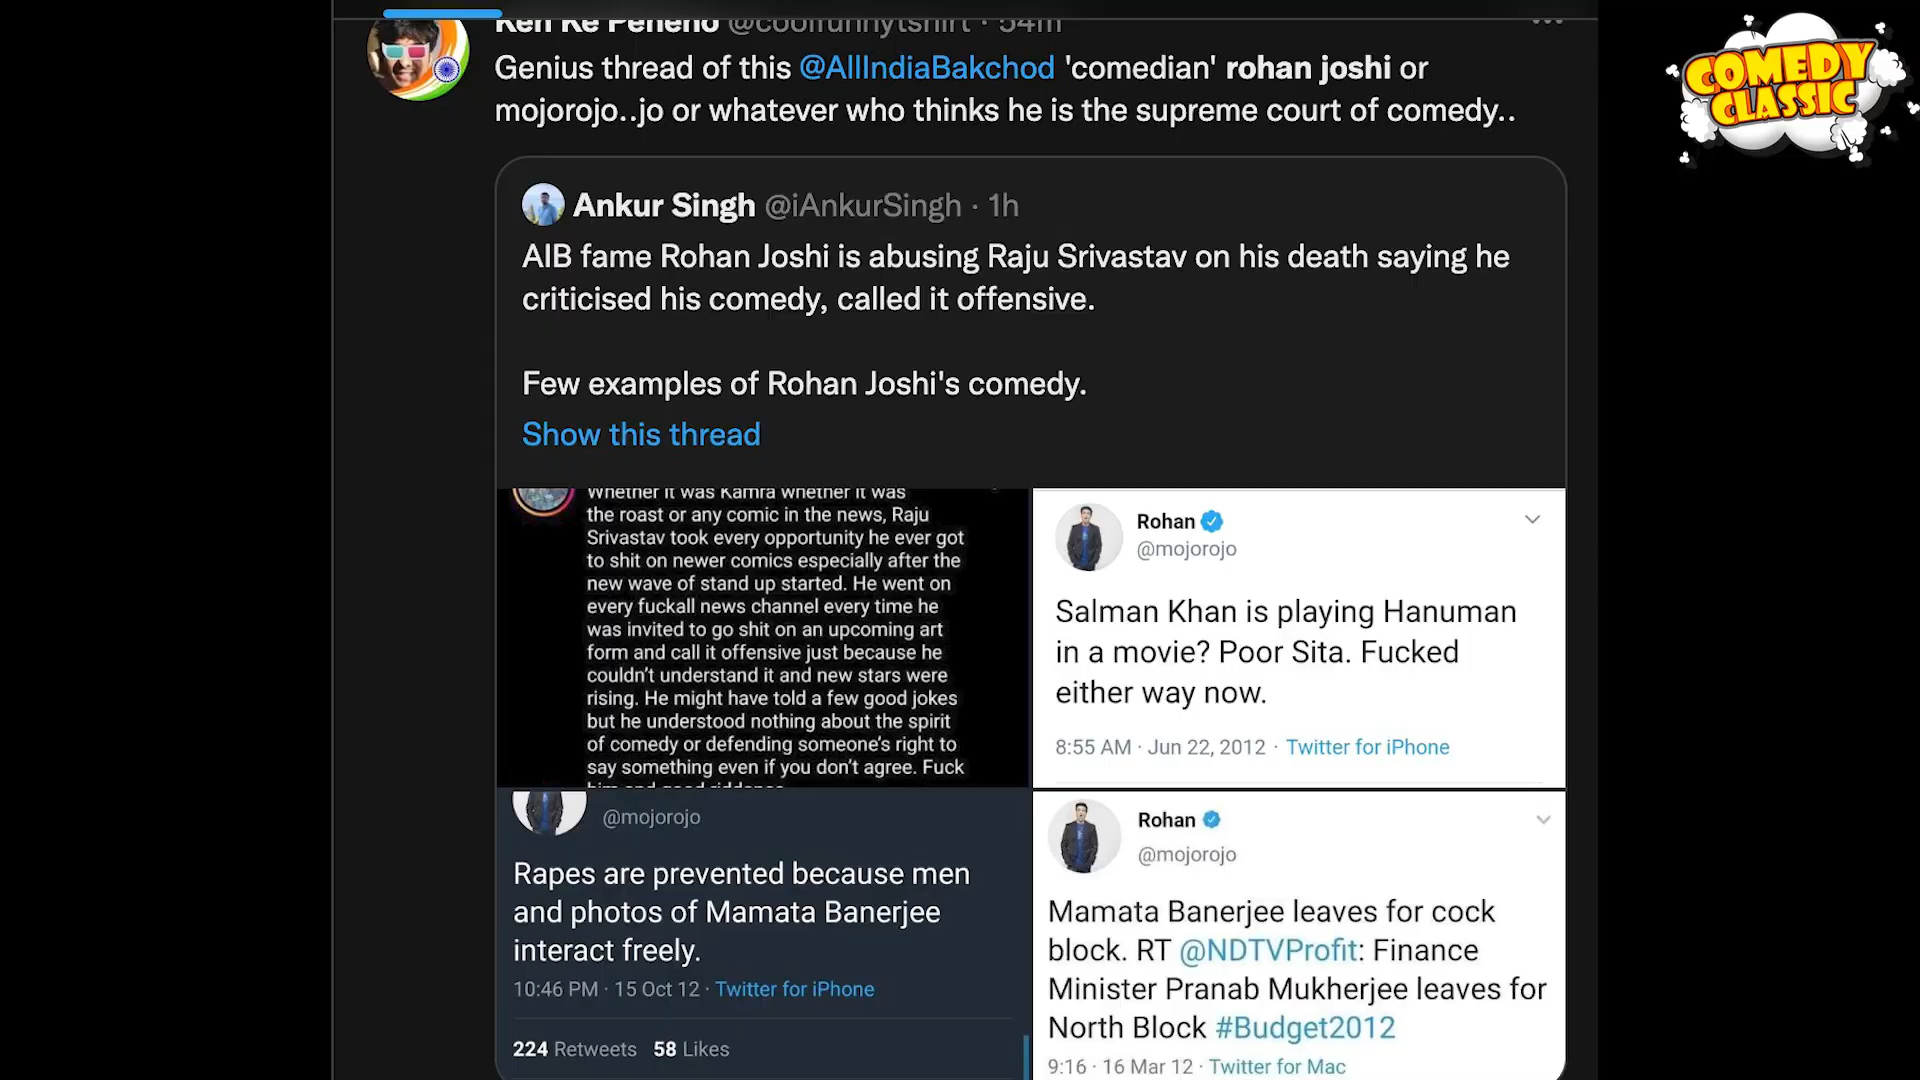 Ken Ke Peheno @coolfunnytshirt · 54m
Genius thread of this @AllIndiaBakchod 'comedian' rohan joshi or
mojorojo..jo or whatever who thinks he is the supreme court of comedy..
COMEDY
CLASSIC
Ankur Singh @iAnkurSingh · 1h
AIB fame Rohan Joshi is abusing Raju Srivastav on his death saying he
criticised his comedy, called it offensive.
Few examples of Rohan Joshi's comedy.
Show this thread
Whether it was Kamra whether it was
the roast or any comic in the news, Raju
Srivastav took every opportunity he ever got
to shit on newer comics especially after the
new wave of stand up started. He went on
every fuckall news channel every time he
was invited to go shit on an upcoming art
form and call it offensive just because he
couldn't understand it and new stars were
rising. He might have told a few good jokes
but he understood nothing about the spirit
of comedy or defending someone's right to
say something even if you don't agree. Fuck
him and good riddance
Rohan
@mojorojo
Salman Khan is playing Hanuman
in a movie? Poor Sita. Fucked
either way now.
8:55 AM · Jun 22, 2012 · Twitter for iPhone
@mojorojo
Rapes are prevented because men
and photos of Mamata Banerjee
interact freely.
10:46 PM · 15 Oct 12 · Twitter for iPhone
224 Retweets 58 Likes
Rohan
@mojorojo
Mamata Banerjee leaves for cock
block. RT @NDTVProfit: Finance
Minister Pranab Mukherjee leaves for
North Block #Budget2012
9:16 · 16 Mar 12 · Twitter for Mac